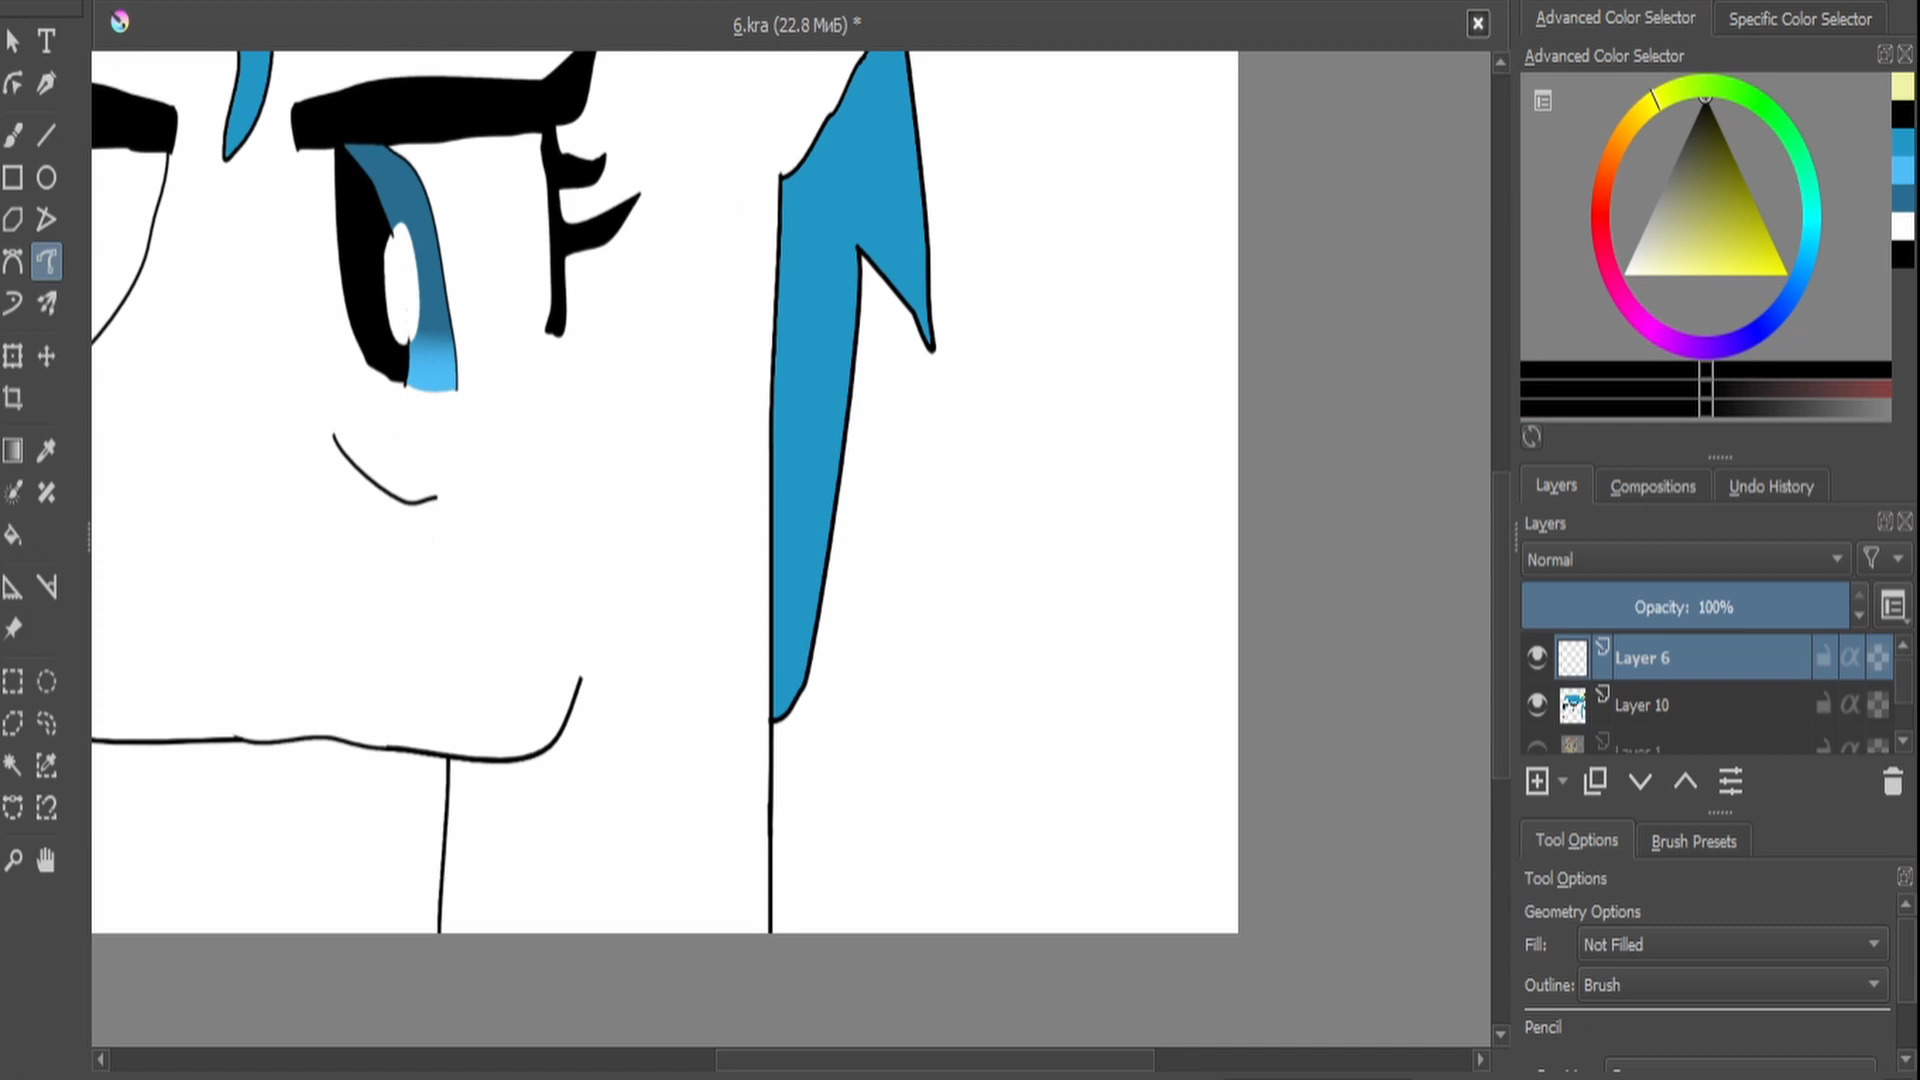 6.kra (22.8 МиБ) *
Advanced Color Selector
Specific Color Selector
Advanced Color Selector
Layers
Compositions
Undo History
Layers
Normal
Opacity: 100%
Layer 6
Layer 10
Layer 1
Tool Options
Brush Presets
Tool Options
Geometry Options
Fill: Not Filled
Outline: Brush
Pencil